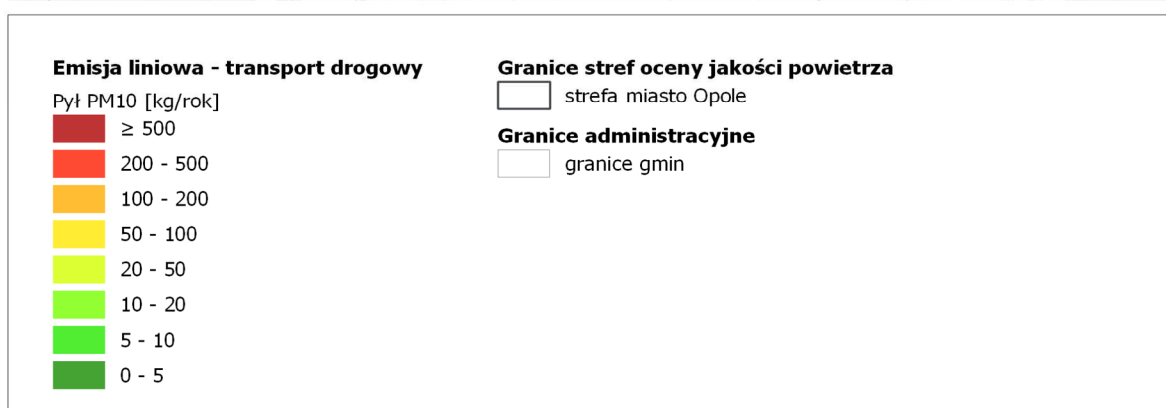 Emisja liniowa - transport drogowy
Pył PM10 [kg/rok]
≥ 500
200 - 500
100 - 200
50 - 100
20 - 50
10 - 20
5 - 10
0 - 5
Granice stref oceny jakości powietrza
strefa miasto Opole
Granice administracyjne
granice gmin